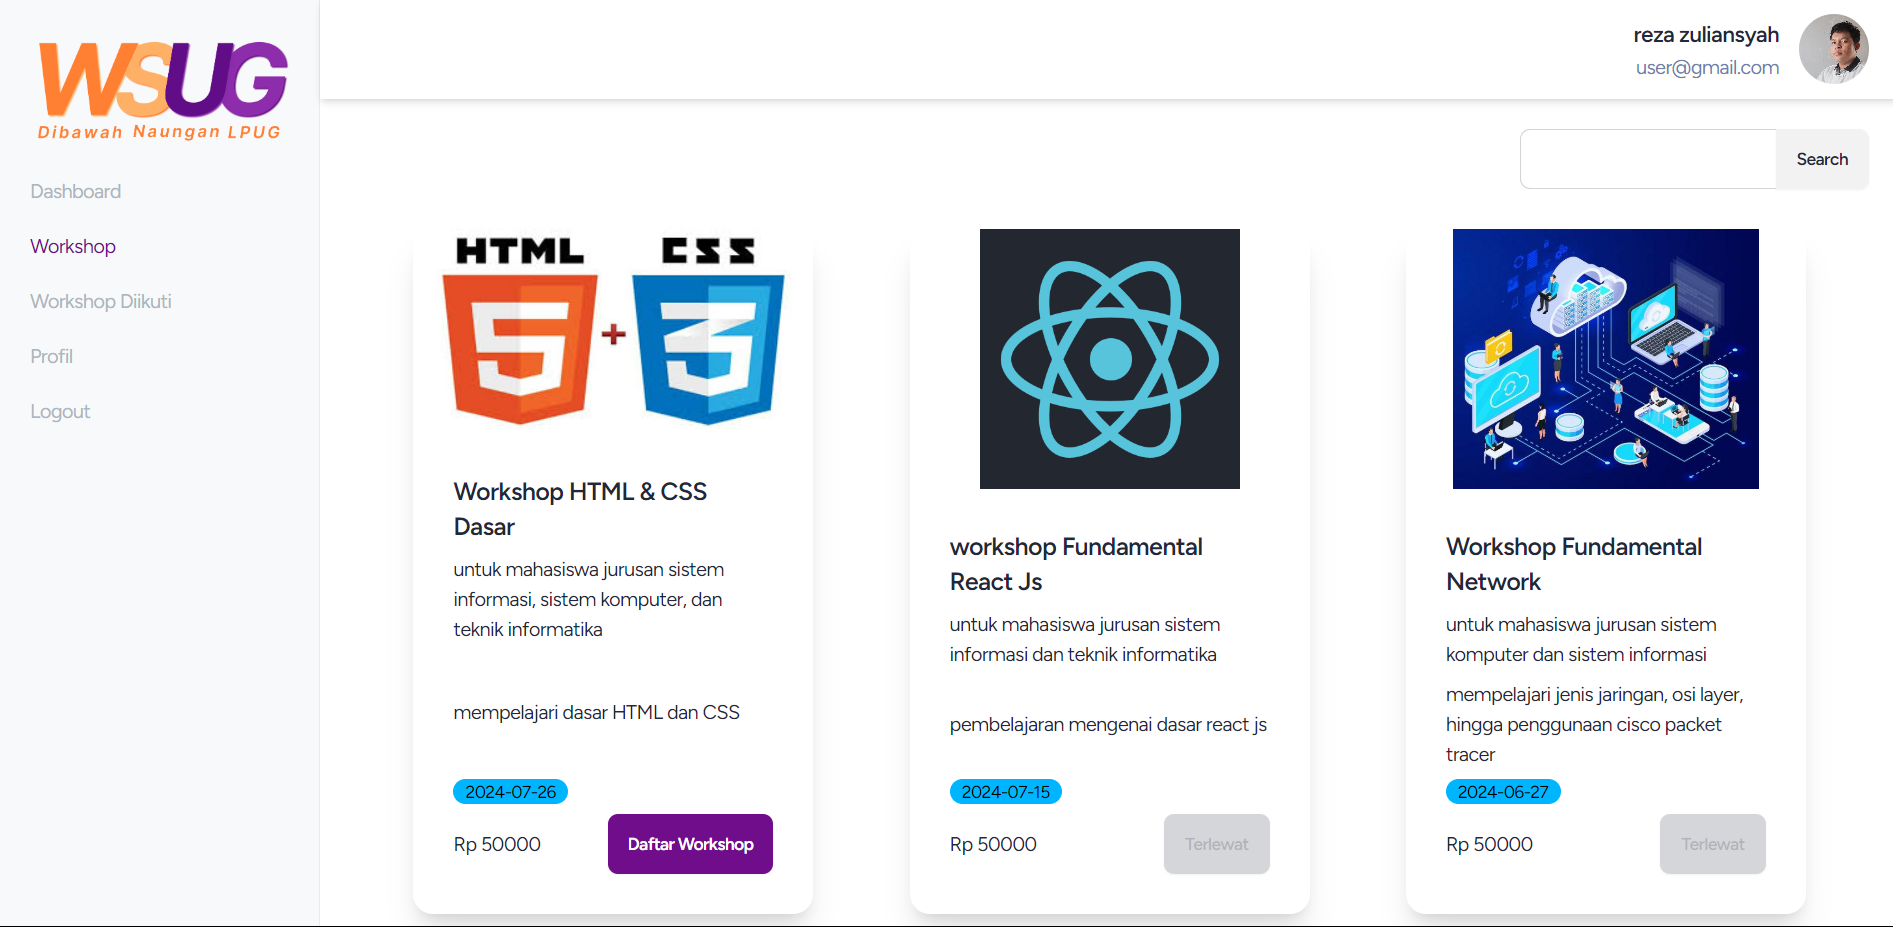 WSUG
Dibawah Naungan LPUG
Dashboard
Workshop
Workshop Diikuti
Profil
Logout
reza zuliansyah
user@gmail.com
Search
HTML CSS
5 + 3
Workshop HTML & CSS
Dasar
untuk mahasiswa jurusan sistem
informasi, sistem komputer, dan
teknik informatika
mempelajari dasar HTML dan CSS
2024-07-26
Rp 50000
Daftar Workshop
workshop Fundamental
React Js
untuk mahasiswa jurusan sistem
informasi dan teknik informatika
pembelajaran mengenai dasar react js
2024-07-15
Rp 50000
Terlewat
Workshop Fundamental
Network
untuk mahasiswa jurusan sistem
komputer dan sistem informasi
mempelajari jenis jaringan, osi layer,
hingga penggunaan cisco packet
tracer
2024-06-27
Rp 50000
Terlewat